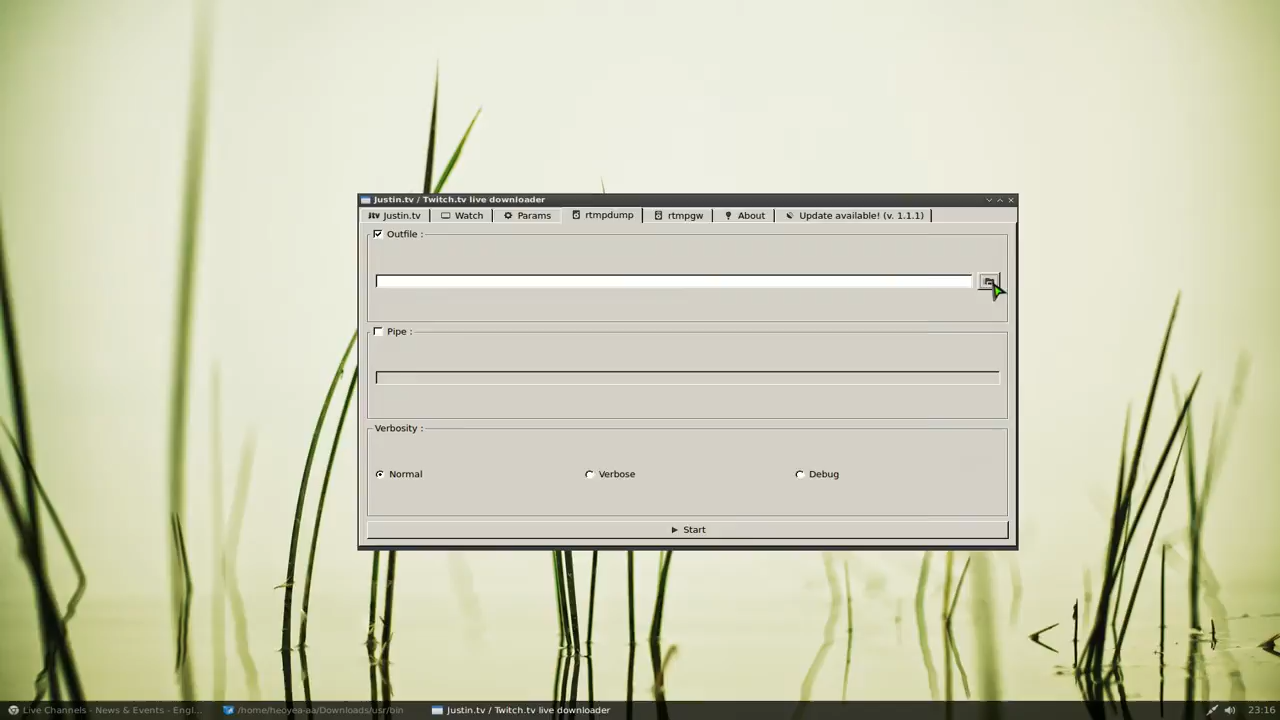 Justin.tv / Twitch.tv live downloader
jtv Justin.tv Watch Params rtmpdump rtmpgw About Update available! (v. 1.1.1)
Outfile :
Pipe :
Verbosity :
Normal Verbose Debug
Start
Live Channels - News & Events - Engl... /home/heoyea-aa/Downloads/usr/bin Justin.tv / Twitch.tv live downloader 23:16